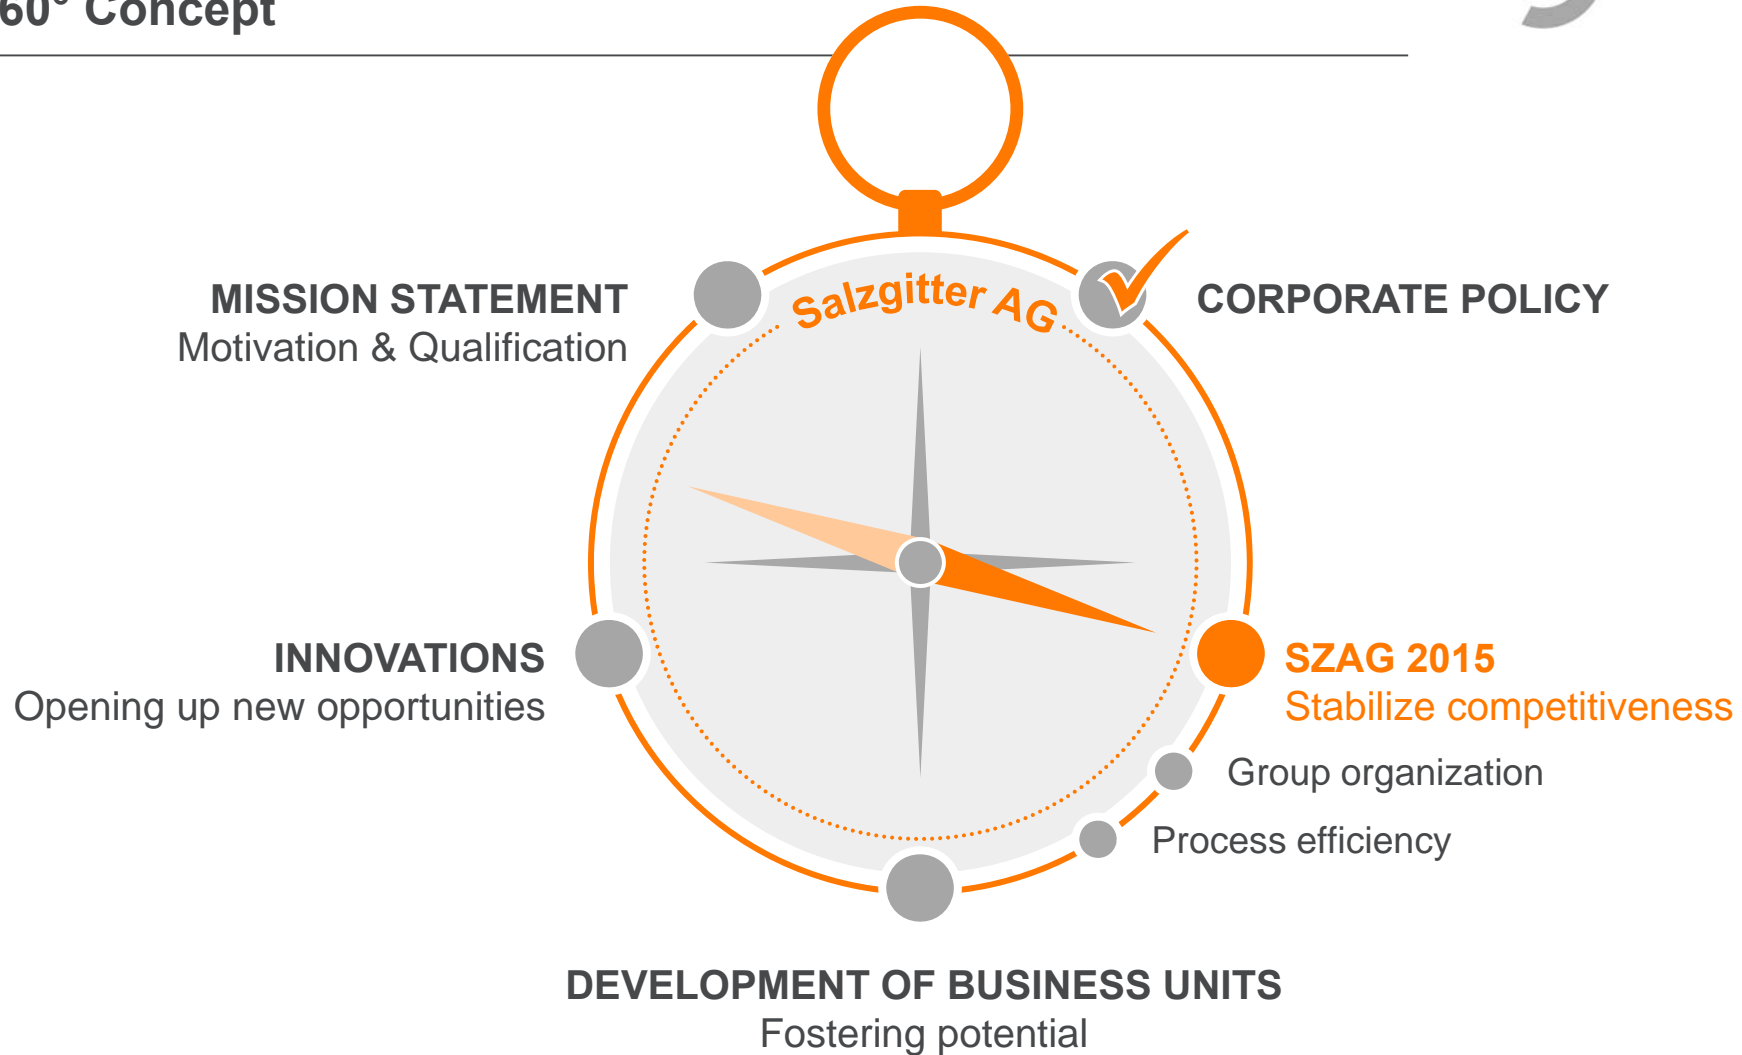 60° Concept
Salzgitter AG
MISSION STATEMENT
Motivation & Qualification
CORPORATE POLICY
INNOVATIONS
Opening up new opportunities
SZAG 2015
Stabilize competitiveness
Group organization
Process efficiency
DEVELOPMENT OF BUSINESS UNITS
Fostering potential